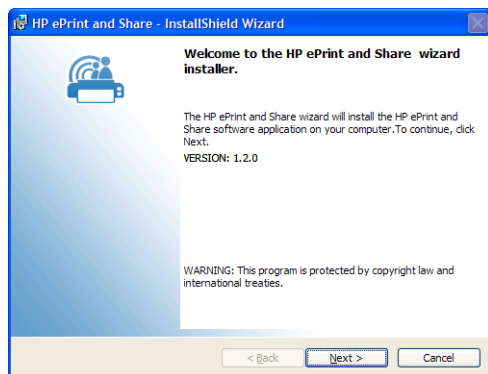 HP ePrint and Share - InstallShield Wizard
Welcome to the HP ePrint and Share wizard
installer.
The HP ePrint and Share wizard will install the HP ePrint and
Share software application on your computer.To continue, click
Next.
VERSION: 1.2.0
WARNING: This program is protected by copyright law and
international treaties.
< Back Next > Cancel